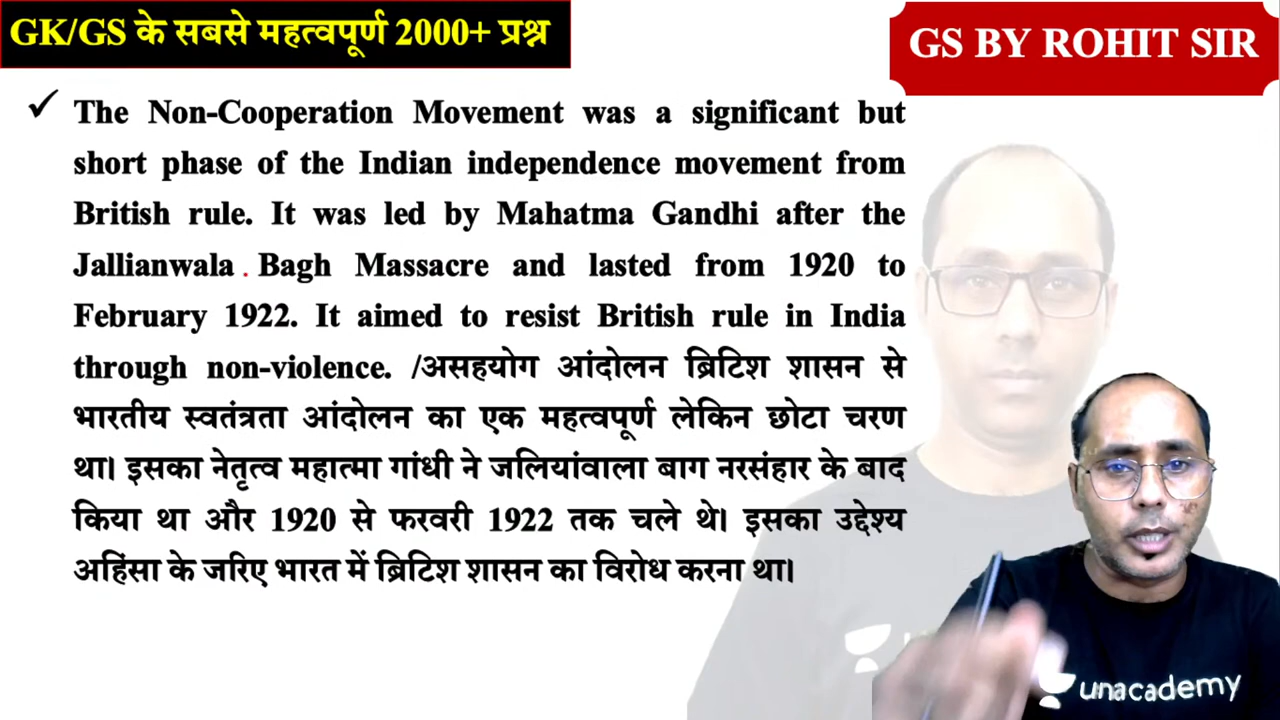 GK/GS के सबसे महत्वपूर्ण 2000+ प्रश्न
GS BY ROHIT SIR
✓ The Non-Cooperation Movement was a significant but
short phase of the Indian independence movement from
British rule. It was led by Mahatma Gandhi after the
Jallianwala Bagh Massacre and lasted from 1920 to
February 1922. It aimed to resist British rule in India
through non-violence. /असहयोग आंदोलन ब्रिटिश शासन से
भारतीय स्वतंत्रता आंदोलन का एक महत्वपूर्ण लेकिन छोटा चरण
था। इसका नेतृत्व महात्मा गांधी ने जलियांवाला बाग नरसंहार के बाद
किया था और 1920 से फरवरी 1922 तक चले थे। इसका उद्देश्य
अहिंसा के जरिए भारत में ब्रिटिश शासन का विरोध करना था।
unacademy